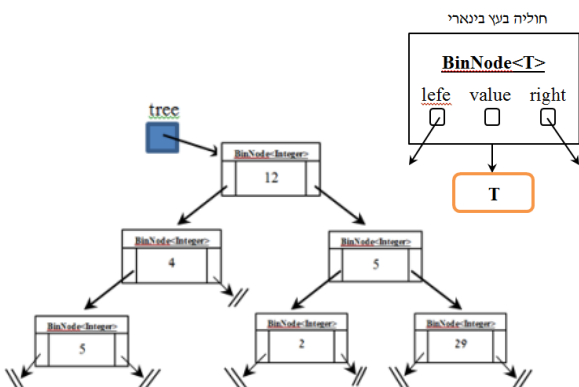 חוליה בעץ בינארי
BinNode<T>
lefe value right
T
tree
BinNode<Integer>
12
BinNode<Integer>
4
BinNode<Integer>
5
BinNode<Integer>
5
BinNode<Integer>
2
BinNode<Integer>
29